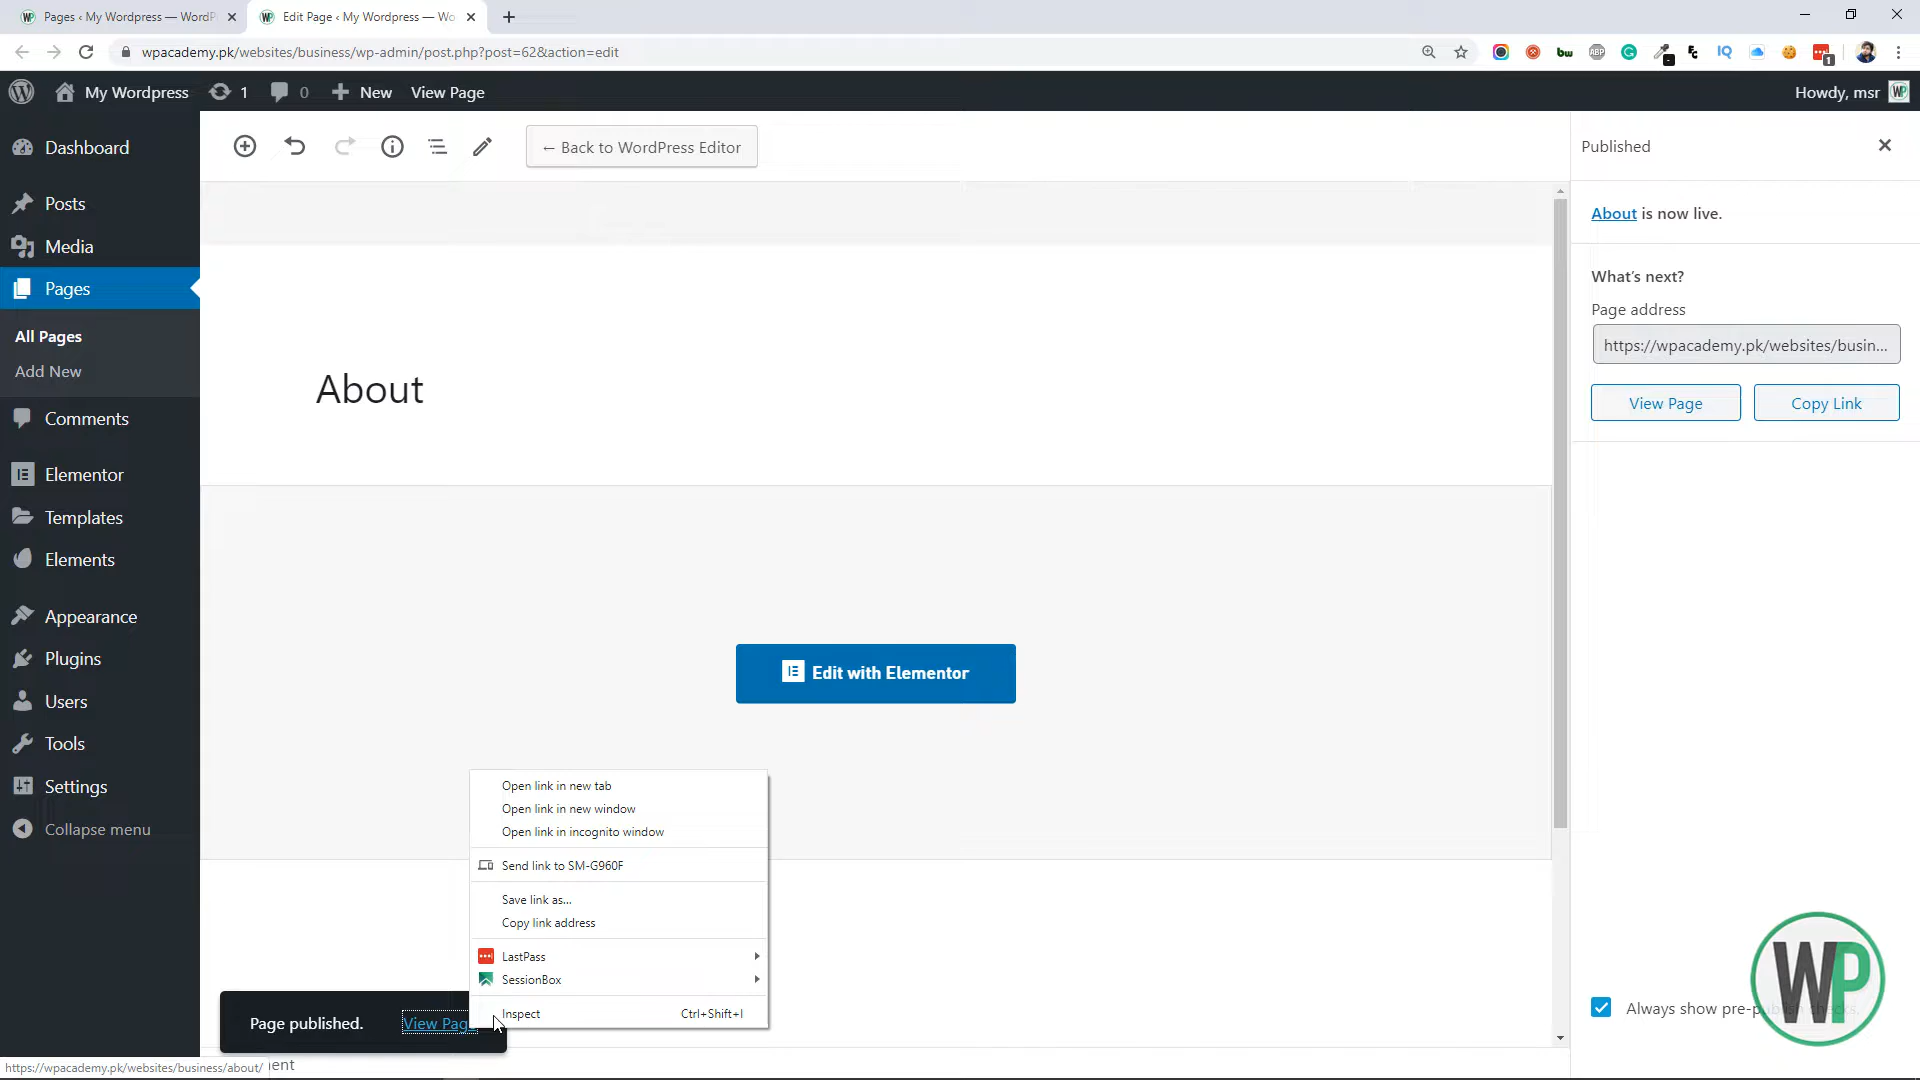 Pages ‹ My Wordpress — WordP
Edit Page ‹ My Wordpress — Wo
wpacademy.pk/websites/business/wp-admin/post.php?post=62&action=edit
My Wordpress
1
0
New
View Page
Howdy, msr
Dashboard
Posts
Media
Pages
All Pages
Add New
Comments
Elementor
Templates
Elements
Appearance
Plugins
Users
Tools
Settings
Collapse menu
← Back to WordPress Editor
About
Edit with Elementor
Open link in new tab
Open link in new window
Open link in incognito window
Send link to SM-G960F
Save link as...
Copy link address
LastPass
SessionBox
Inspect Ctrl+Shift+I
Page published.
View Page
https://wpacademy.pk/websites/business/about/
Published
About is now live.
What's next?
Page address
https://wpacademy.pk/websites/busin...
View Page
Copy Link
Always show pre-publish checks.
WP